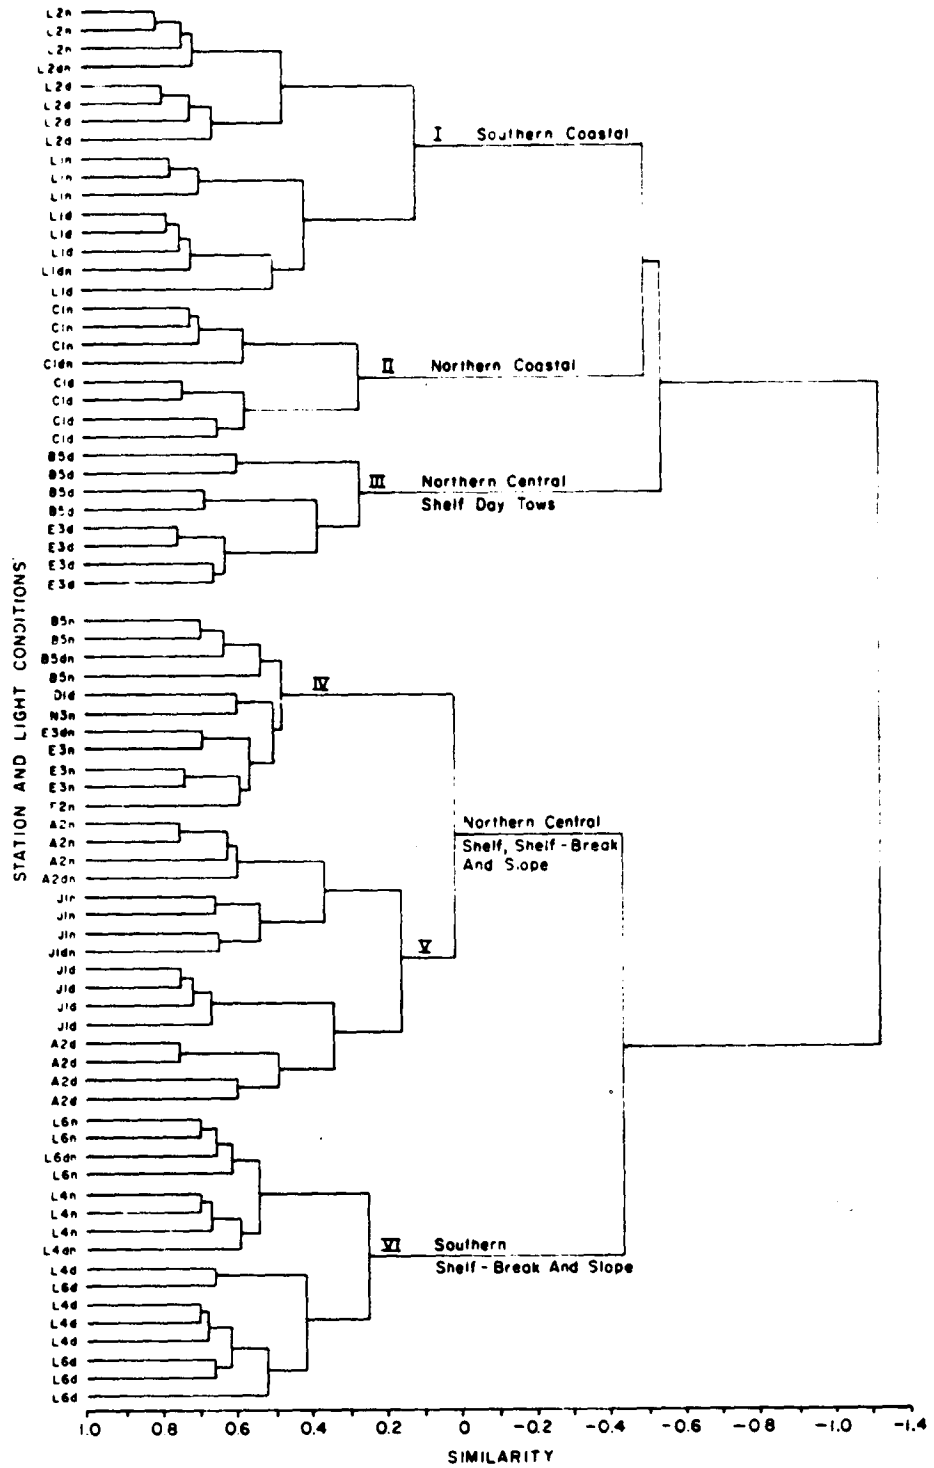 L2n
L2n
L2n
L2dn
L2d
L2d
L2d
L2d
I Southern Coastal
L1n
L1n
L1n
L1d
L1d
L1d
L1dn
L1d
C1n
C1n
C1n
C1dn
II Northern Coastal
C1d
C1d
C1d
C1d
B5d
B5d
III Northern Central
Shelf Day Tows
B5d
B5d
E3d
E3d
E3d
E3d
STATION AND LIGHT CONDITIONS
B5n
B5n
B5dn
B5n
IV
D1d
N3n
E3dn
E3n
E3n
E3n
A2n
Northern Central
Shelf, Shelf-Break
And Slope
A2n
A2n
A2dn
J1n
J1n
J1n
V
J1dn
J1d
J1d
J1d
J1d
A2d
A2d
A2d
A2d
L6n
L6n
L6dn
L6n
L4n
L4n
L4n
L4dn
VI Southern
Shelf-Break And Slope
L4d
L6d
L4d
L4d
L4d
L6d
L6d
L6d
1.0 0.8 0.6 0.4 0.2 0 -0.2 -0.4 -0.6 -0.8 -1.0 -1.4
SIMILARITY